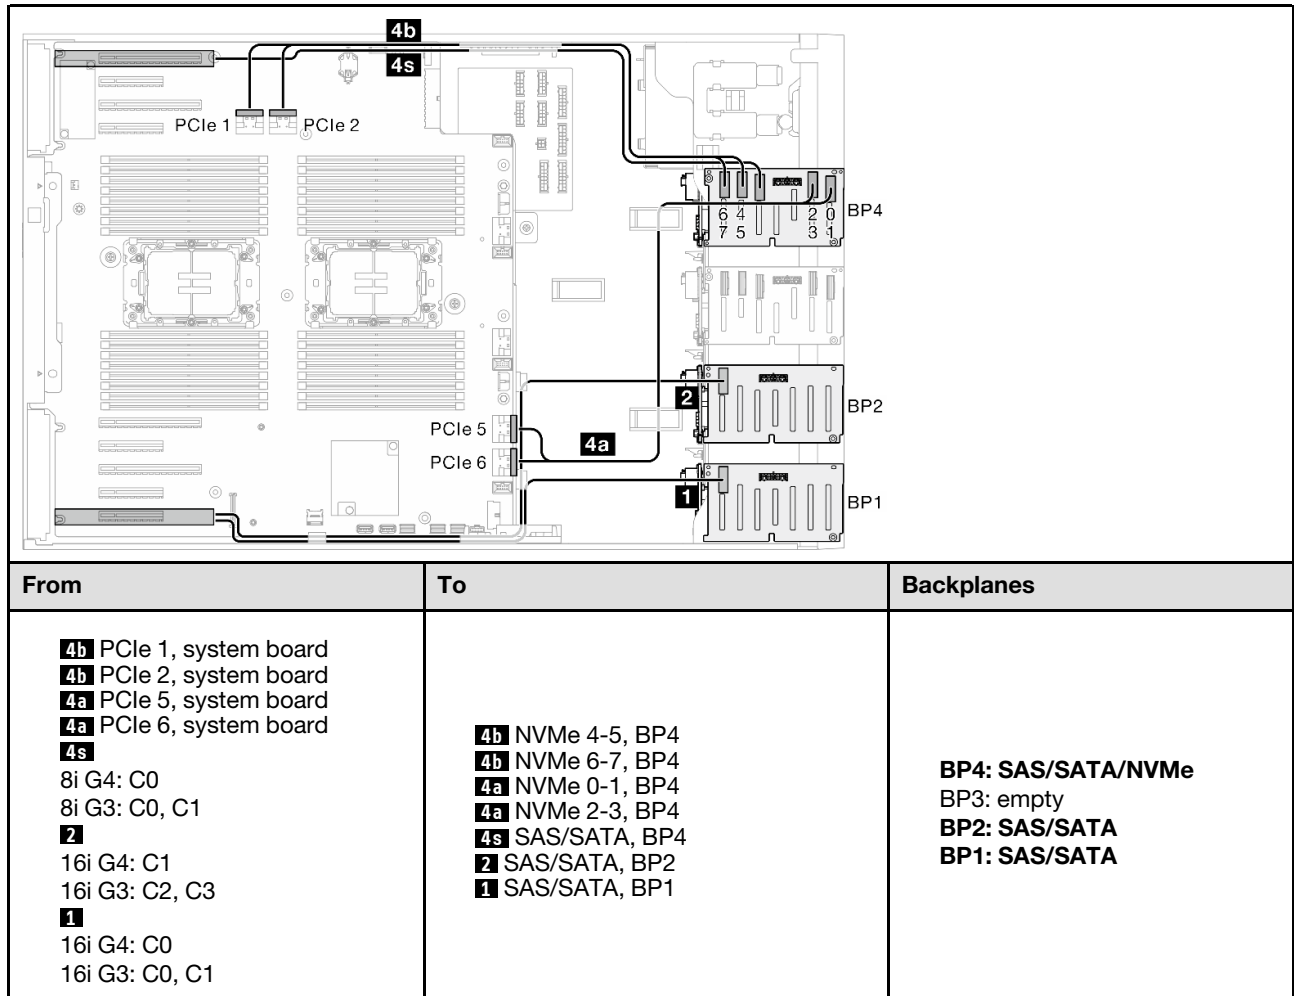 4b
4s
PCIe 1
PCIe 2
6 4 2 0
7 5 3 1
BP4
2
BP2
PCIe 5
4a
PCIe 6
1
BP1
From
To
Backplanes
4b PCIe 1, system board
4b PCIe 2, system board
4a PCIe 5, system board
4a PCIe 6, system board
4s
8i G4: C0
8i G3: C0, C1
2
16i G4: C1
16i G3: C2, C3
1
16i G4: C0
16i G3: C0, C1
4b NVMe 4-5, BP4
4b NVMe 6-7, BP4
4a NVMe 0-1, BP4
4a NVMe 2-3, BP4
4s SAS/SATA, BP4
2 SAS/SATA, BP2
1 SAS/SATA, BP1
BP4: SAS/SATA/NVMe
BP3: empty
BP2: SAS/SATA
BP1: SAS/SATA